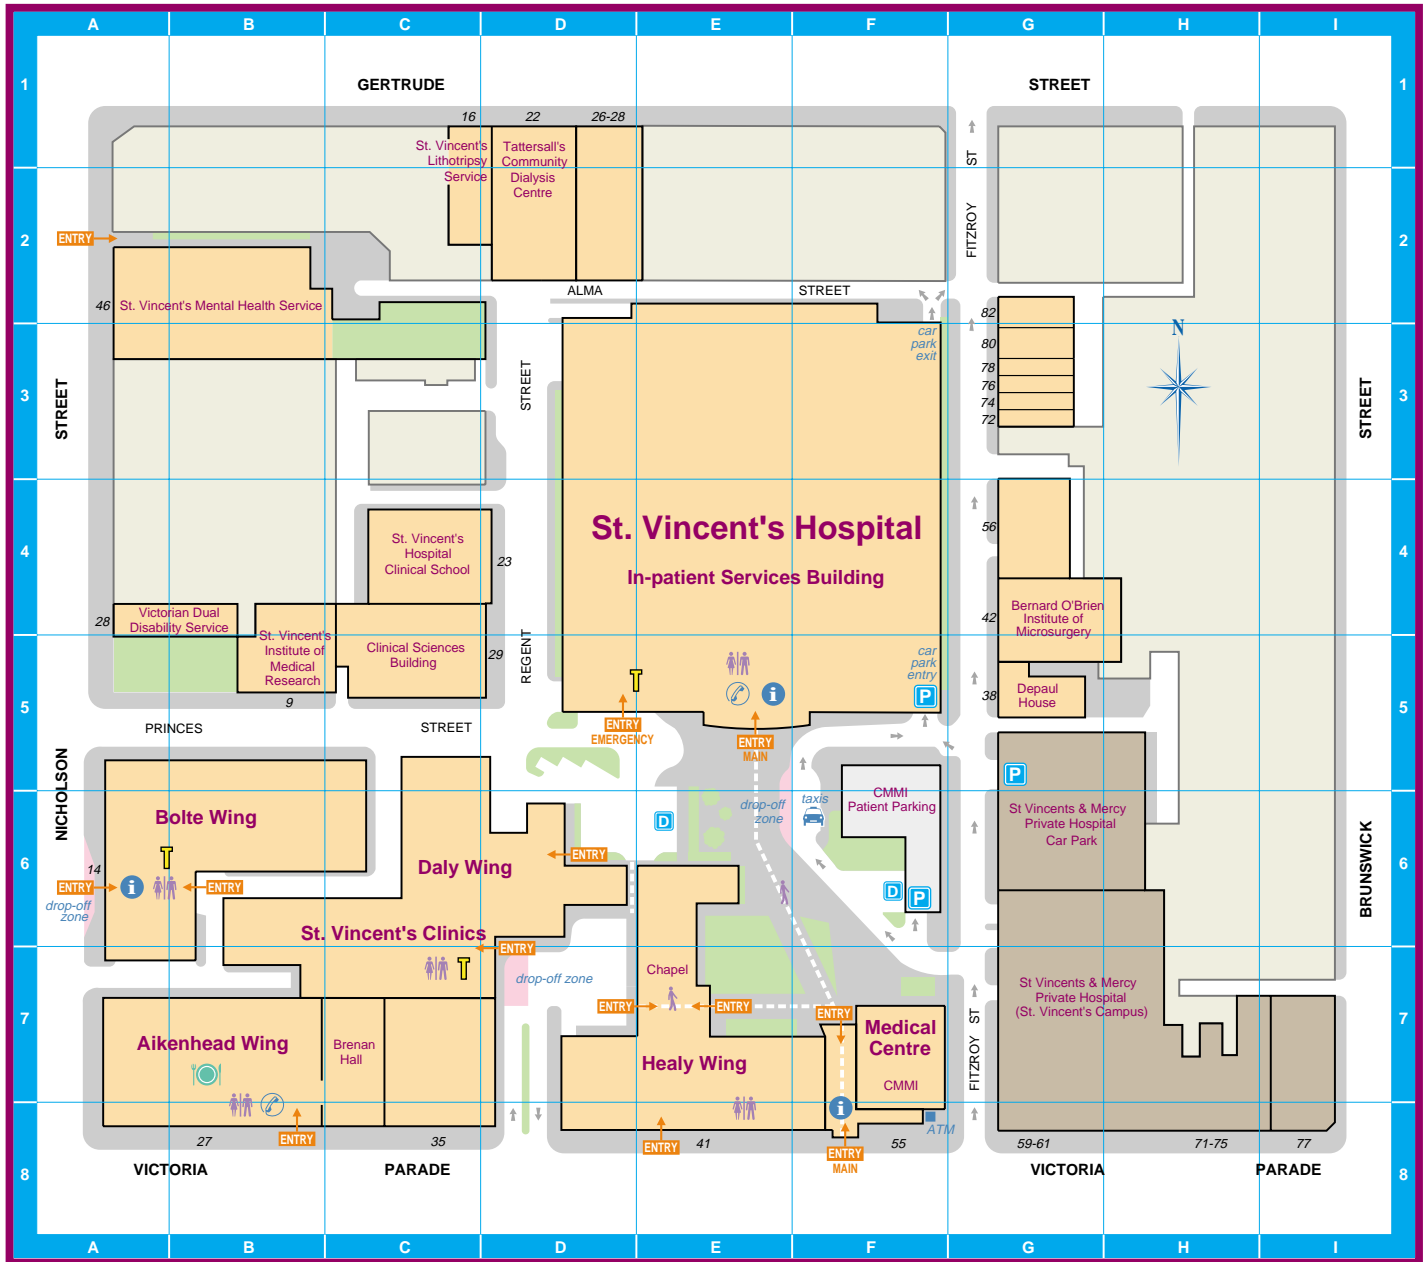 A B C D E F G H I
1 GERTRUDE STREET 1
16 22 26-28
St. Vincent's
Lithotripsy
Service
Tattersall's
Community
Dialysis
Centre
ST
FITZROY
2 2
ENTRY
46 St. Vincent's Mental Health Service
ALMA STREET
car
park
exit
82
80
78
76
74
72
N
3 3
STREET
STREET
STREET
St. Vincent's Hospital
In-patient Services Building
56
4 4
St. Vincent's
Hospital
Clinical School
23
28
Victorian Dual
Disability Service
St. Vincent's
Institute of
Medical
Research
9
Clinical Sciences
Building
29
REGENT
42
Bernard O'Brien
Institute of
Microsurgery
38
Depaul
House
car
park
entry
P
T
i
5 5
ENTRY
EMERGENCY
ENTRY
MAIN
PRINCES STREET
NICHOLSON
Bolte Wing
T
14
ENTRY
i
ENTRY
drop-off
zone
Daly Wing
ENTRY
St. Vincent's Clinics
ENTRY
T
D
drop-off
zone
taxis
CMMI
Patient Parking
D
P
P
St Vincents & Mercy
Private Hospital
Car Park
6 6
BRUNSWICK
drop-off zone
Chapel
ENTRY
ENTRY
ENTRY
St Vincents & Mercy
Private Hospital
(St. Vincent's Campus)
7 7
Aikenhead Wing
Brenan
Hall
Healy Wing
Medical
Centre
CMMI
FITZROY ST
i
ATM
ENTRY
ENTRY
ENTRY
MAIN
27 35 41 55 59-61 71-75 77
VICTORIA PARADE VICTORIA PARADE
8 8
A B C D E F G H I